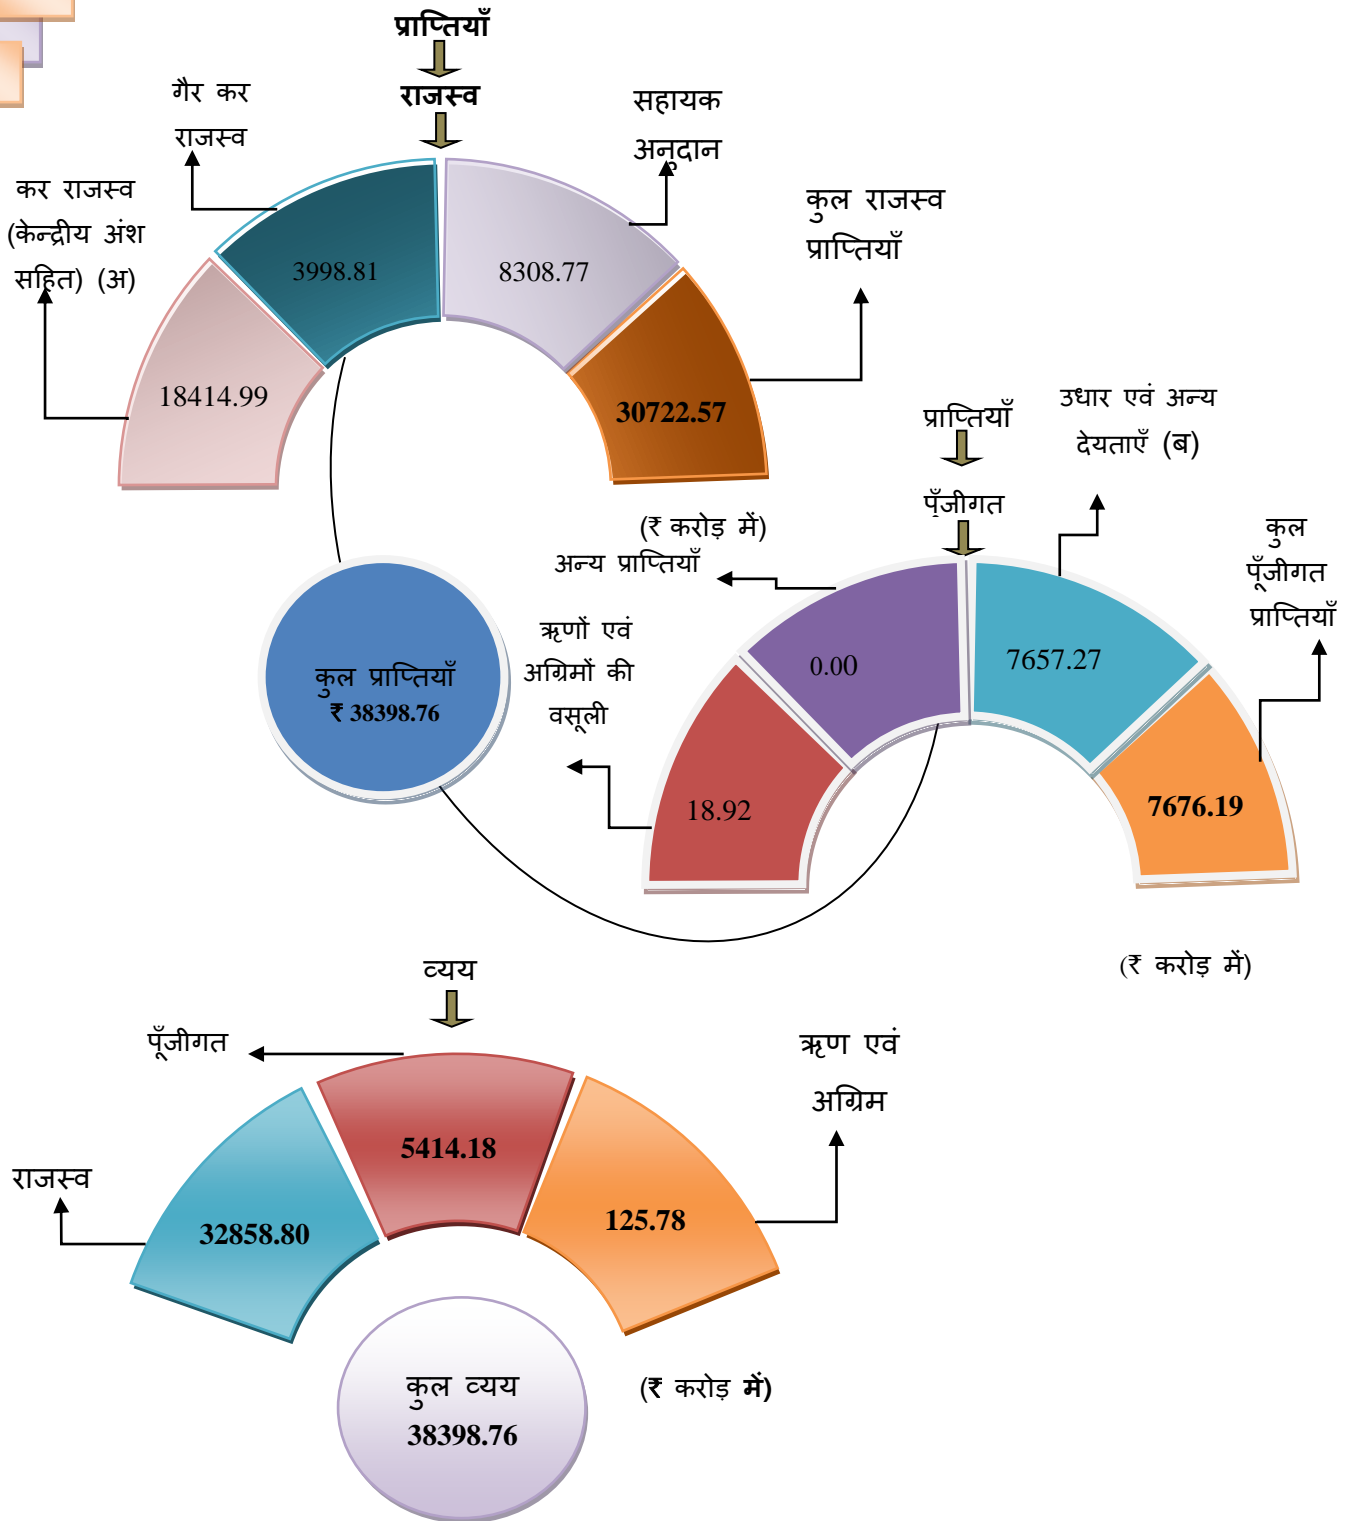 प्राप्तियाँ
राजस्व
गैर कर
राजस्व
सहायक
अनुदान
कर राजस्व
(केन्द्रीय अंश
सहित) (अ)
कुल राजस्व
प्राप्तियाँ
3998.81
8308.77
18414.99
30722.57
(₹ करोड़ में)
प्राप्तियाँ
पूँजीगत
उधार एवं अन्य
देयताएँ (ब)
कुल
पूँजीगत
प्राप्तियाँ
अन्य प्राप्तियाँ
ऋणों एवं
अग्रिमों की
वसूली
0.00
7657.27
18.92
7676.19
कुल प्राप्तियाँ
₹ 38398.76
(₹ करोड़ में)
व्यय
पूँजीगत
ऋण एवं
अग्रिम
राजस्व
5414.18
32858.80
125.78
कुल व्यय
38398.76
(₹ करोड़ में)